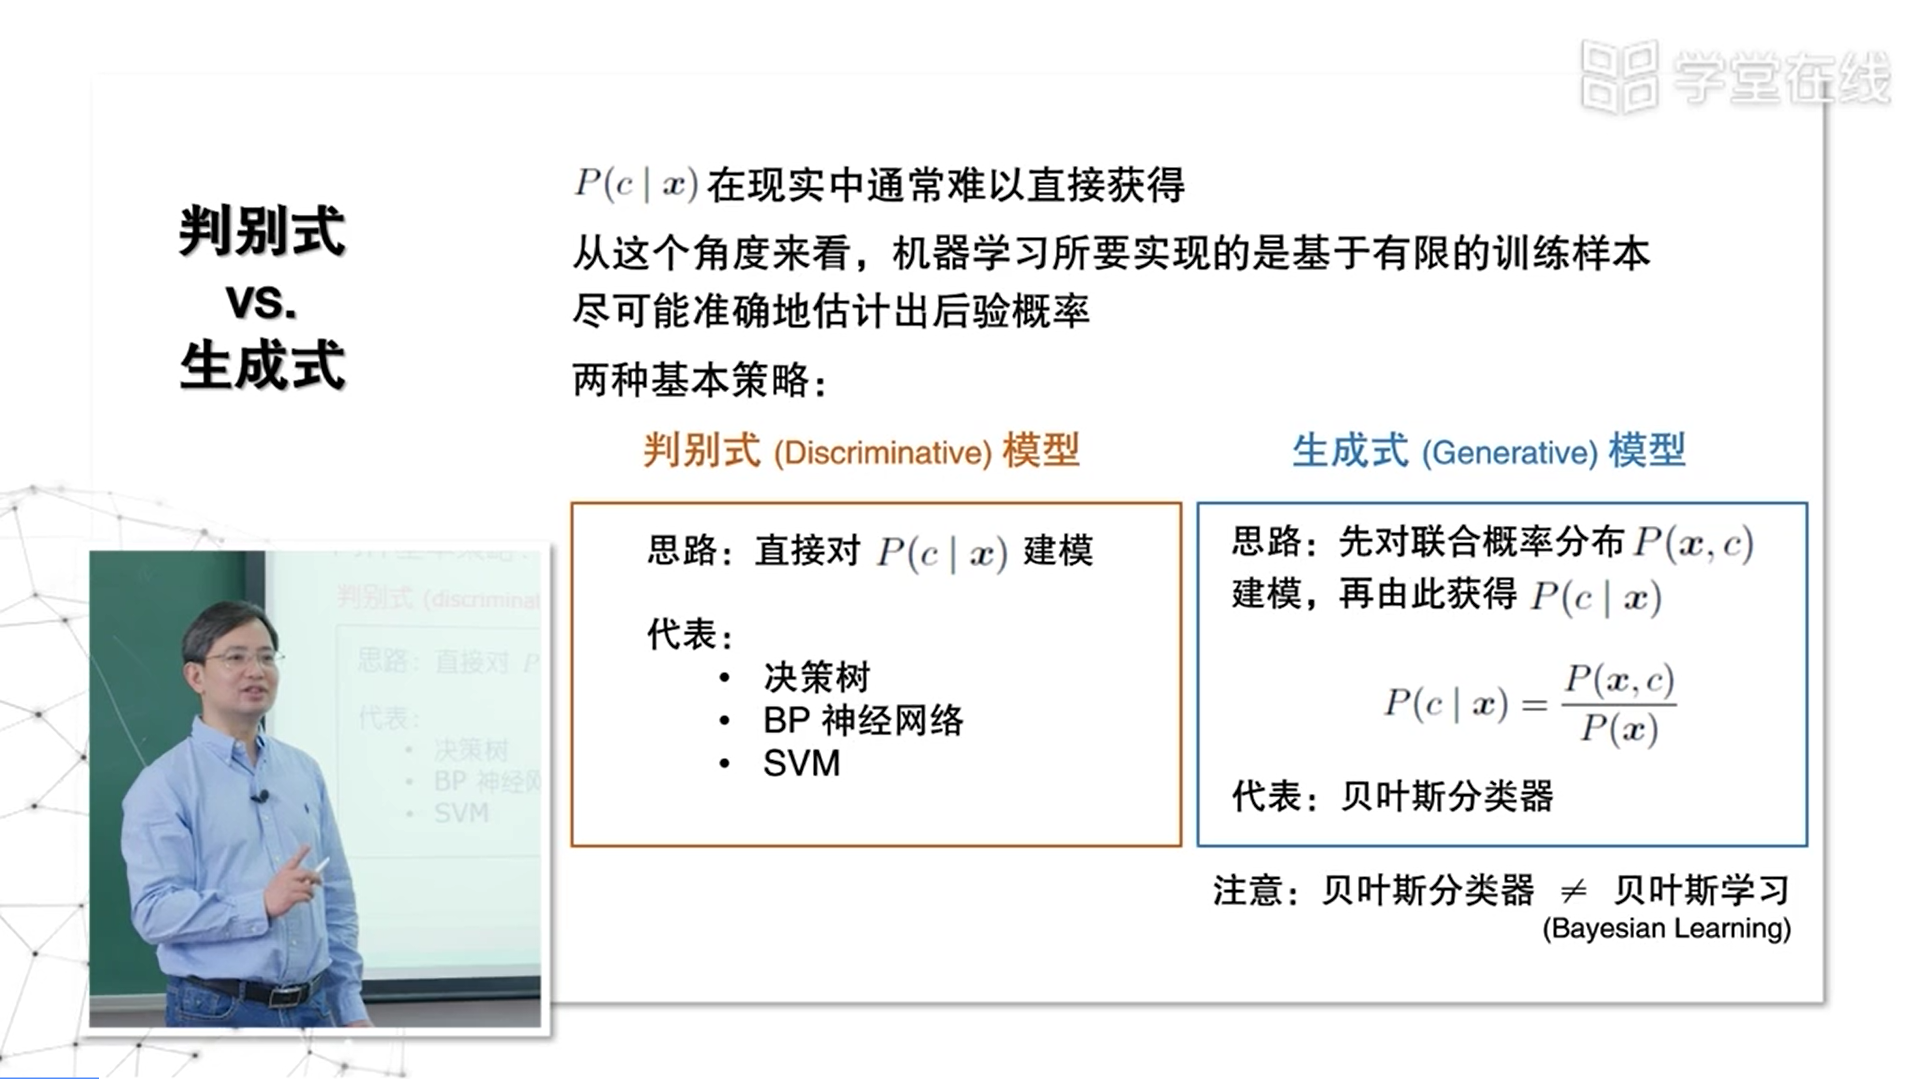 学堂在线
判别式
vs.
生成式
P(c | x) 在现实中通常难以直接获得
从这个角度来看，机器学习所要实现的是基于有限的训练样本
尽可能准确地估计出后验概率
两种基本策略：
判别式 (Discriminative) 模型
思路：直接对 P(c | x) 建模
代表：
• 决策树
• BP 神经网络
• SVM
生成式 (Generative) 模型
思路：先对联合概率分布 P(x, c)
建模，再由此获得 P(c | x)
P(c | x) = P(x, c) / P(x)
代表：贝叶斯分类器
注意：贝叶斯分类器 ≠ 贝叶斯学习
(Bayesian Learning)
判别式 (discriminat
思路：直接对 P
代表：
• 决策树
• BP 神经网
• SVM